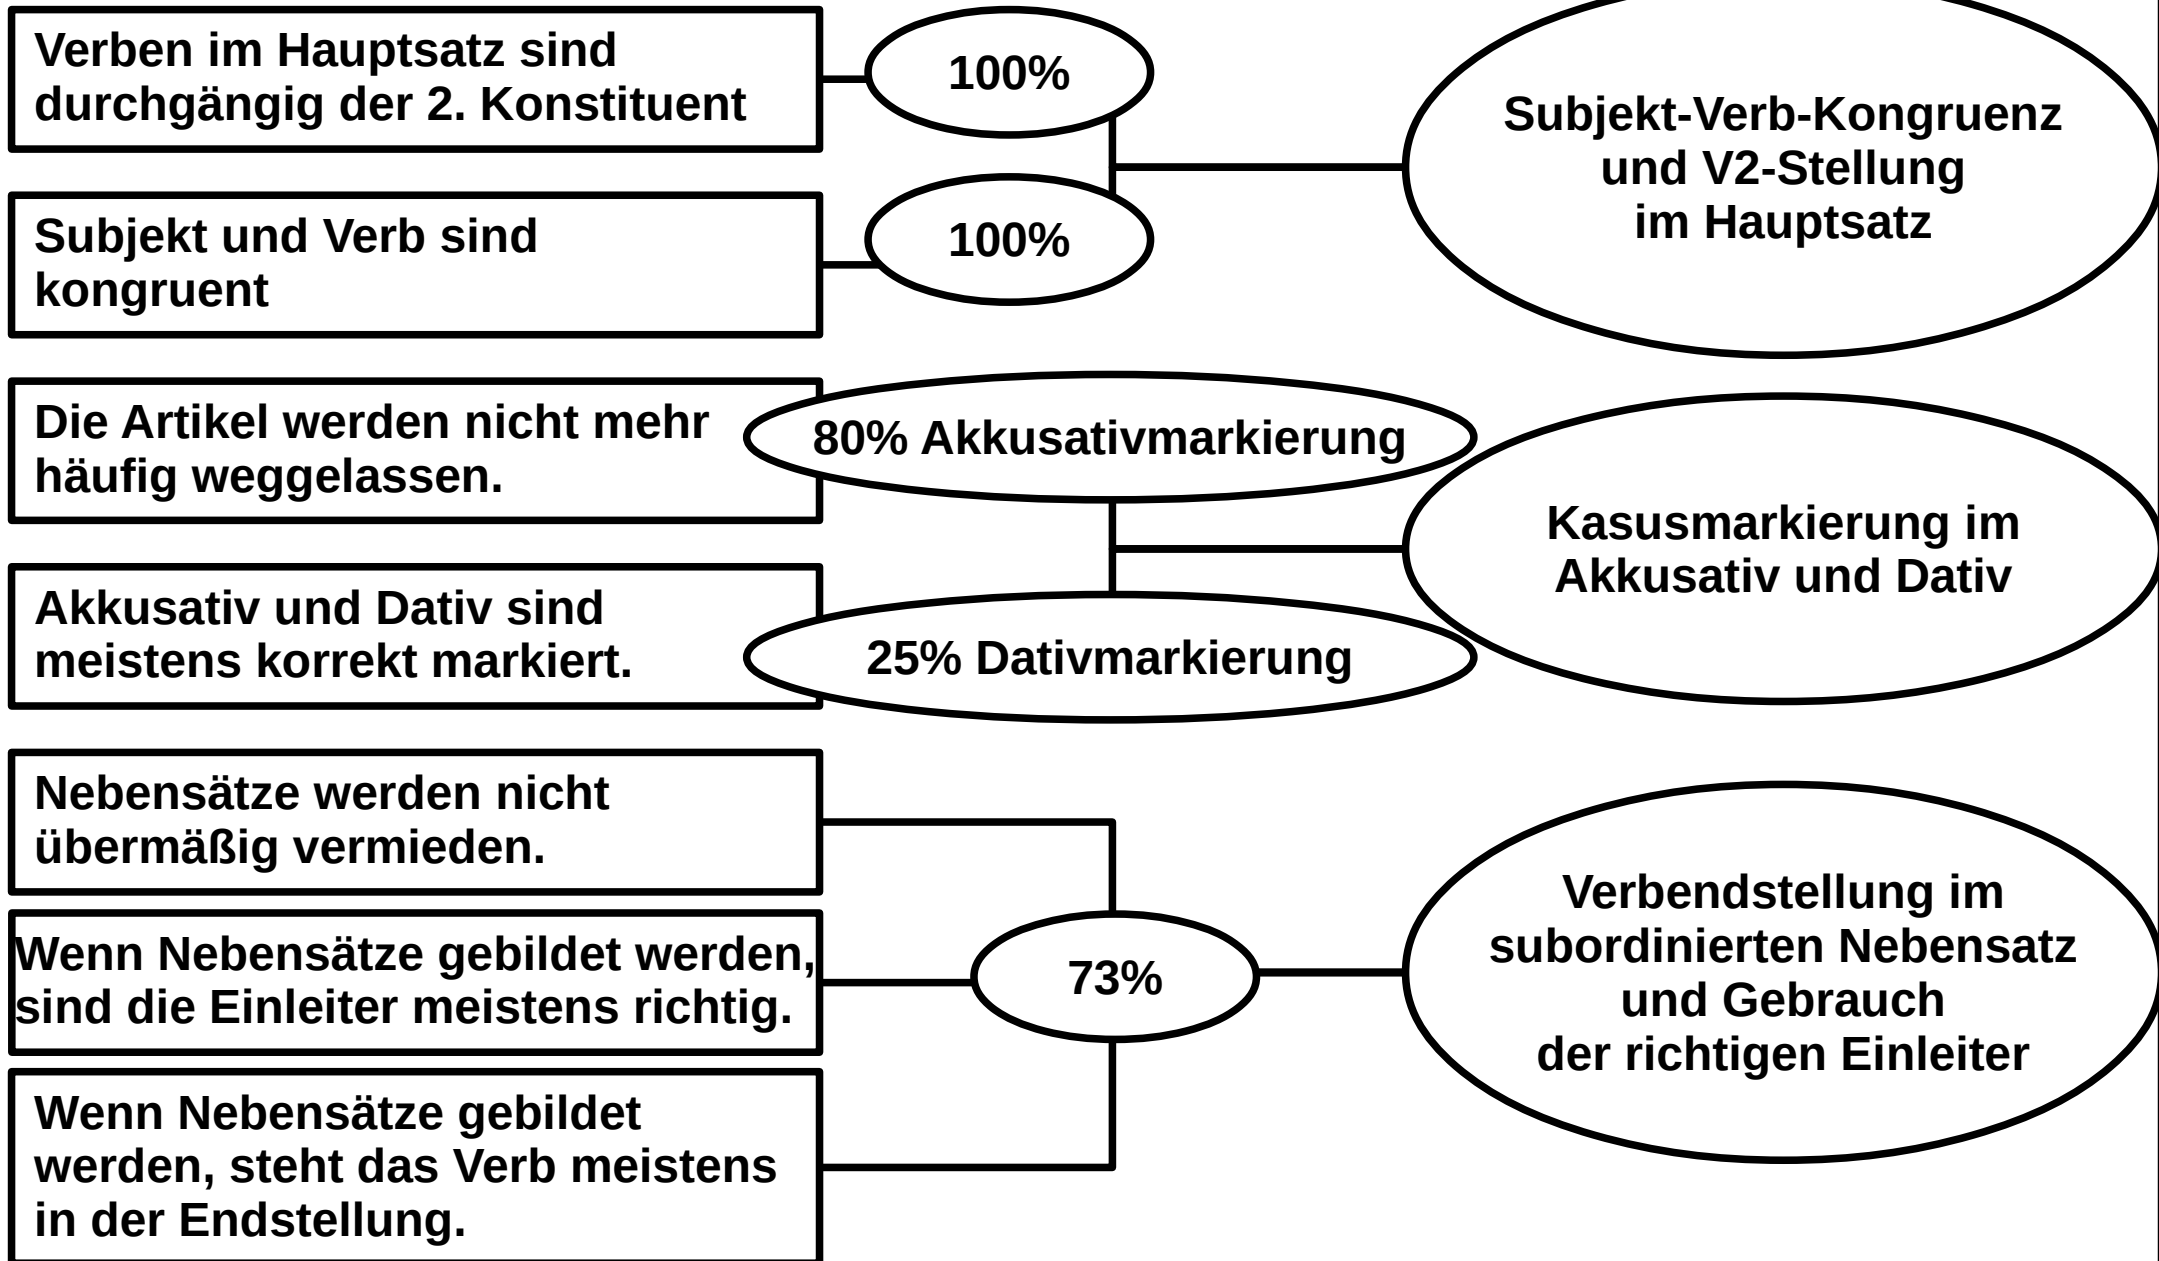 Verben im Hauptsatz sind
durchgängig der 2. Konstituent
100%
Subjekt-Verb-Kongruenz
und V2-Stellung
im Hauptsatz
Subjekt und Verb sind
kongruent
100%
Die Artikel werden nicht mehr
häufig weggelassen.
80% Akkusativmarkierung
Kasusmarkierung im
Akkusativ und Dativ
Akkusativ und Dativ sind
meistens korrekt markiert.
25% Dativmarkierung
Nebensätze werden nicht
übermäßig vermieden.
Wenn Nebensätze gebildet werden,
sind die Einleiter meistens richtig.
73%
Verbendstellung im
subordinierten Nebensatz
und Gebrauch
der richtigen Einleiter
Wenn Nebensätze gebildet
werden, steht das Verb meistens
in der Endstellung.